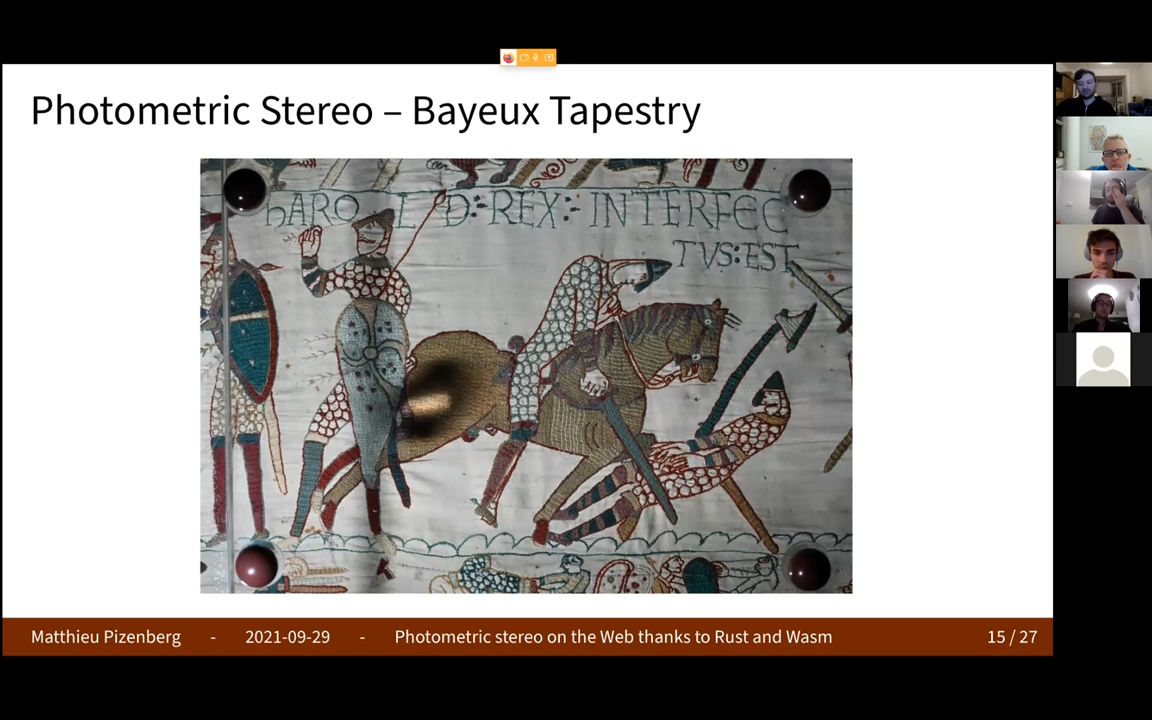 Photometric Stereo – Bayeux Tapestry
hARO L D:REX:- INTERFEC
TVS:EST
Matthieu Pizenberg - 2021-09-29 - Photometric stereo on the Web thanks to Rust and Wasm 15 / 27